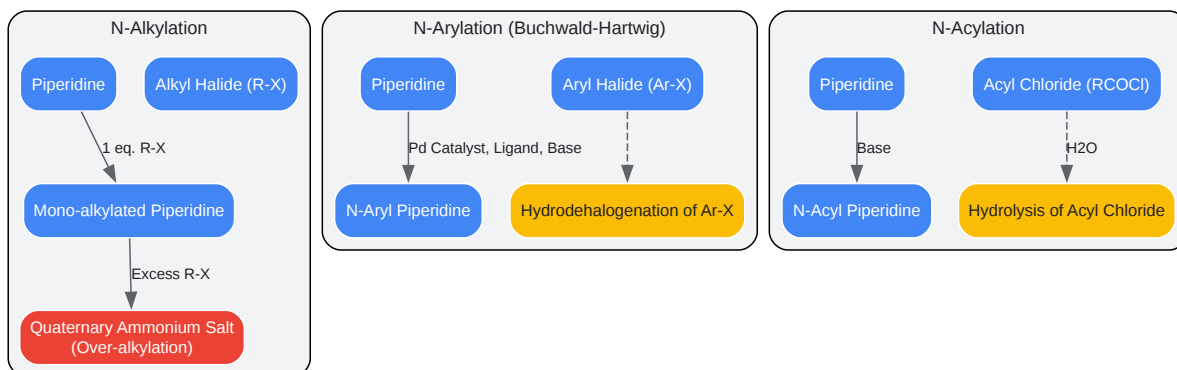 N-Alkylation
Piperidine
Alkyl Halide (R-X)
1 eq. R-X
Mono-alkylated Piperidine
Excess R-X
Quaternary Ammonium Salt
(Over-alkylation)
N-Arylation (Buchwald-Hartwig)
Piperidine
Aryl Halide (Ar-X)
Pd Catalyst, Ligand, Base
N-Aryl Piperidine
Hydrodehalogenation of Ar-X
N-Acylation
Piperidine
Acyl Chloride (RCOCl)
Base
H2O
N-Acyl Piperidine
Hydrolysis of Acyl Chloride